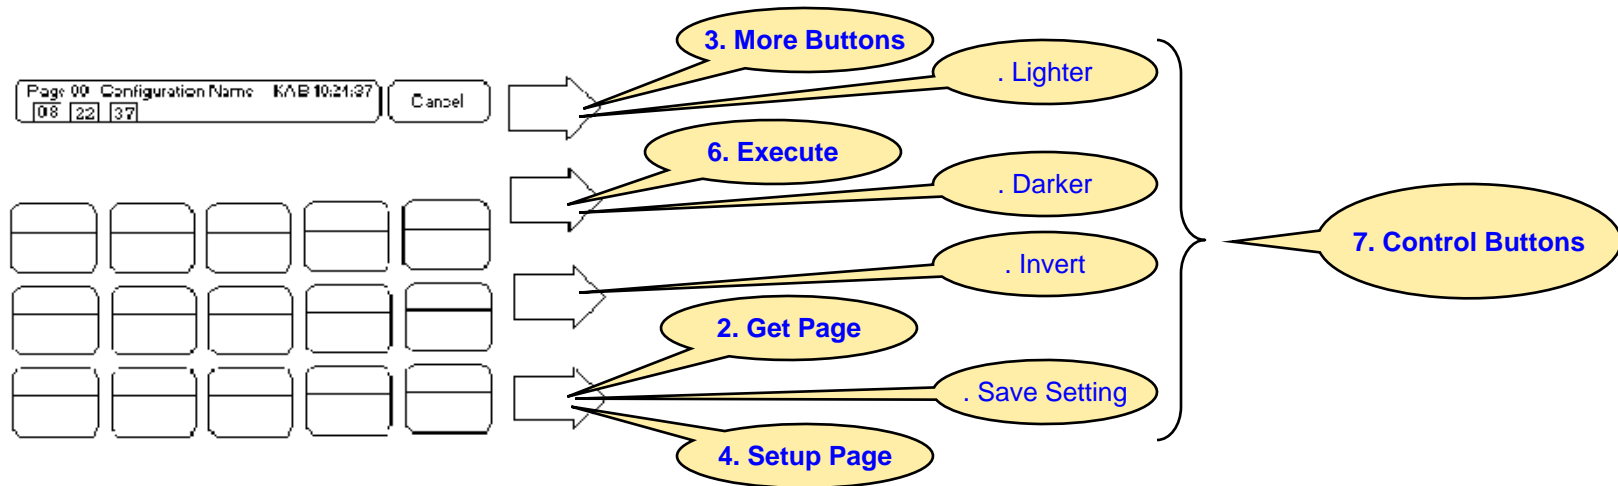 3. More Buttons
. Lighter
Page 00 Configuration Name KAB 10:24:37
Cancel
08 22 37
6. Execute
. Darker
7. Control Buttons
. Invert
2. Get Page
. Save Setting
4. Setup Page